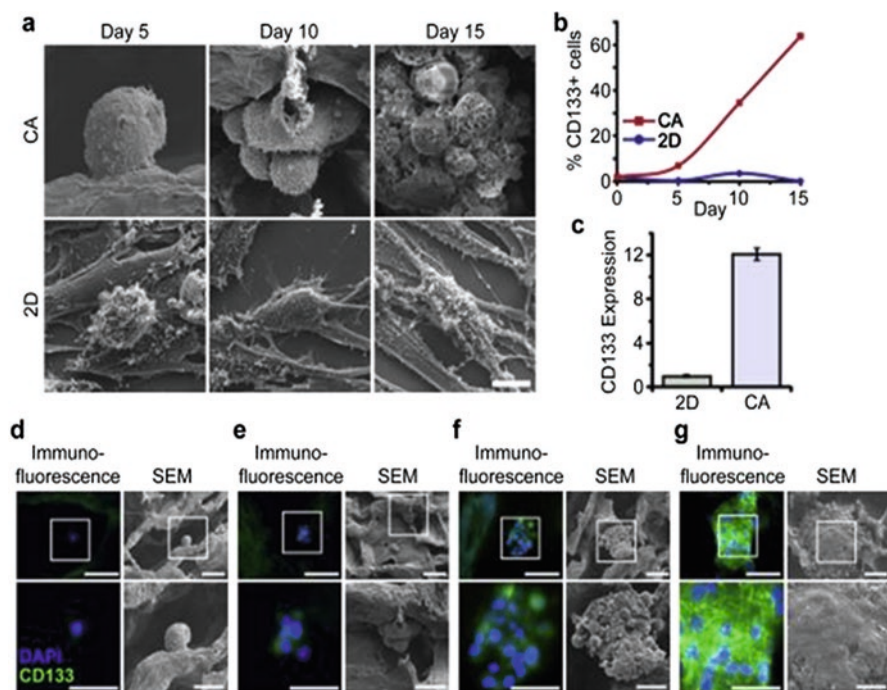 a
Day 5 Day 10 Day 15
CA
2D
b
% CD133+ cells
60
40
20
0
CA
2D
0 5 10 15
Day
c
CD133 Expression
12
8
4
0
2D CA
d
Immuno-
fluorescence
SEM
e
Immuno-
fluorescence
SEM
f
Immuno-
fluorescence
SEM
g
Immuno-
fluorescence
SEM
DAPI
CD133